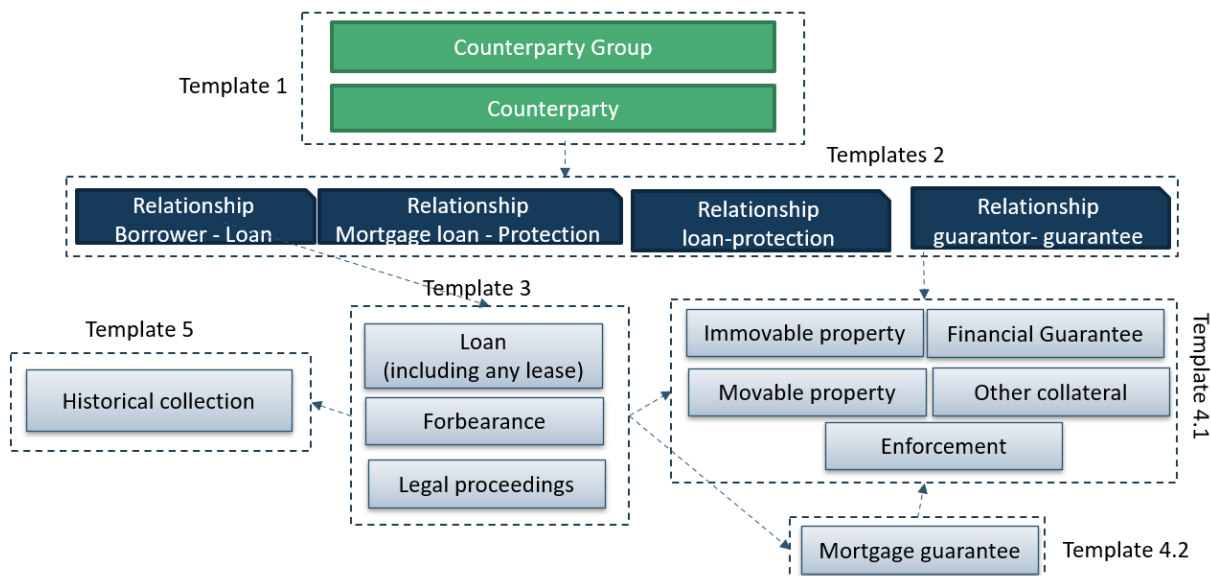 Counterparty Group
Template 1
Counterparty
Templates 2
Relationship
Borrower - Loan
Relationship
Mortgage loan - Protection
Relationship
loan-protection
Relationship
guarantor- guarantee
Template 3
Loan
(including any lease)
Forbearance
Legal proceedings
Template 5
Historical collection
Immovable property
Financial Guarantee
Movable property
Other collateral
Enforcement
Template 4.1
Mortgage guarantee
Template 4.2